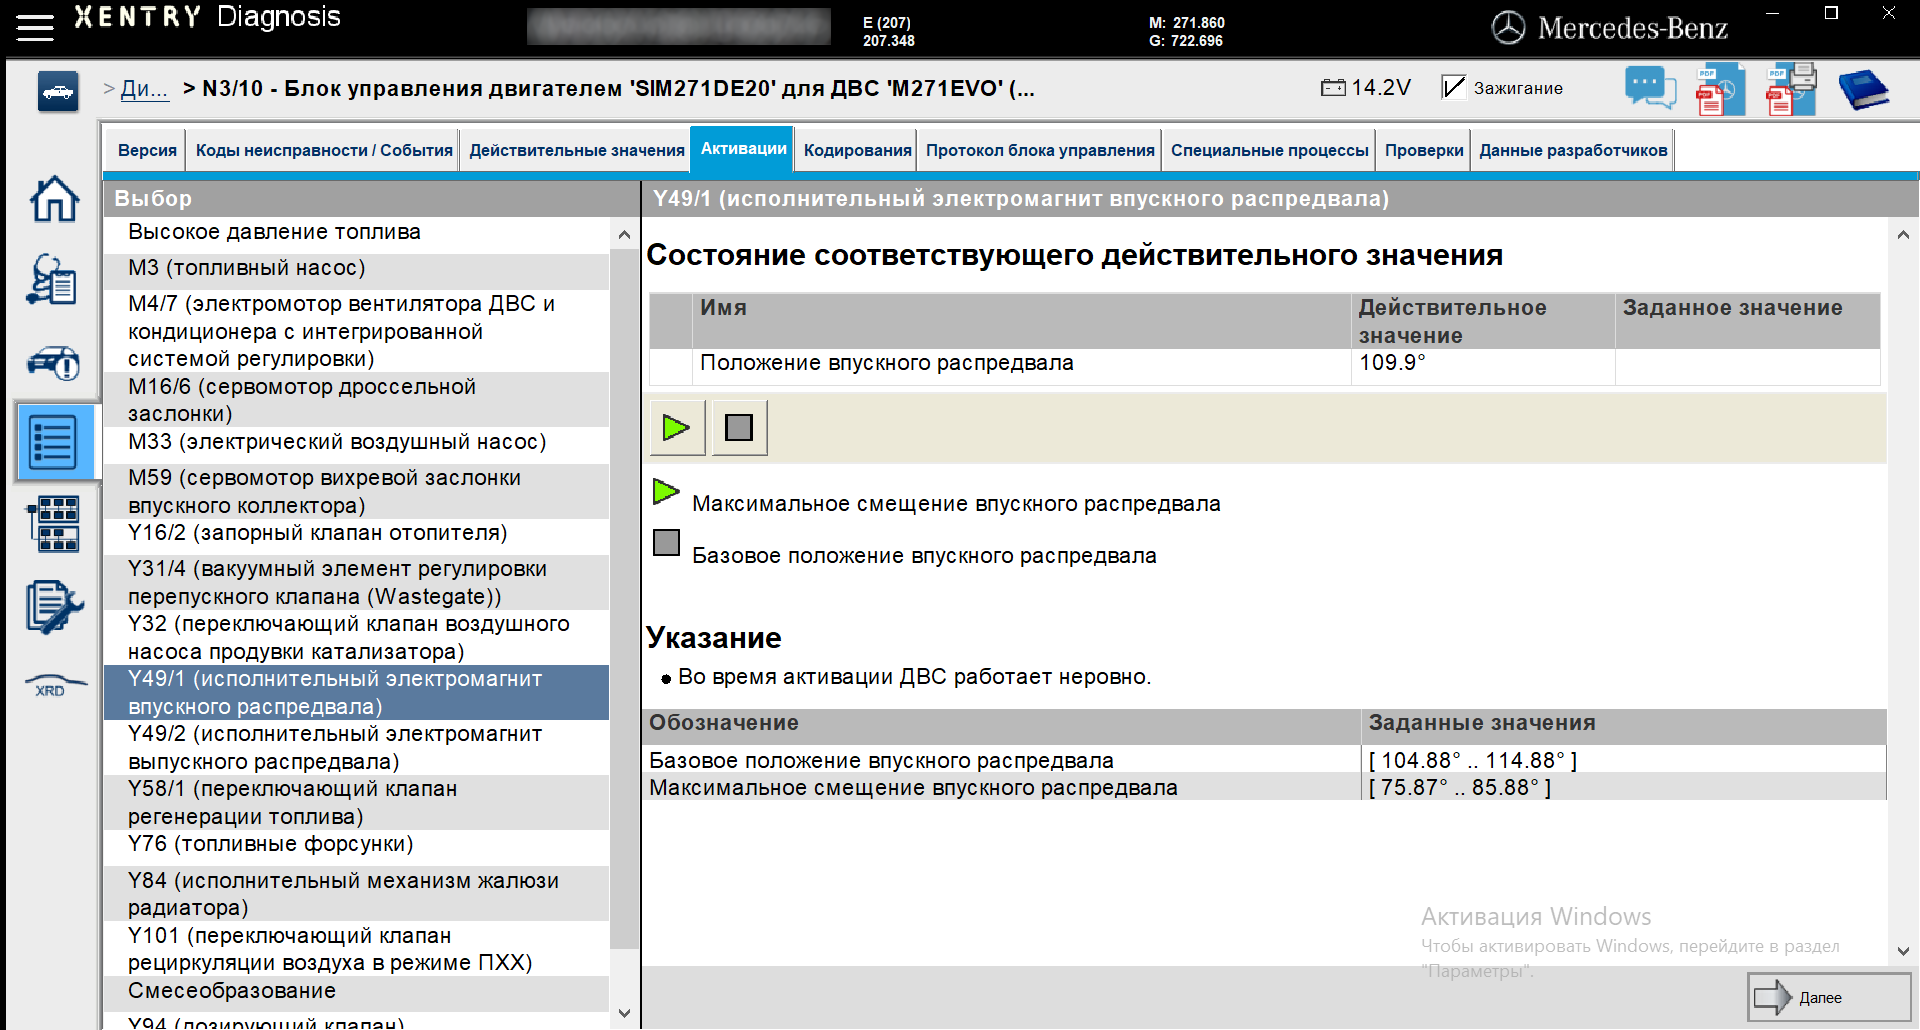 XENTRY Diagnosis
E (207)
207.348
M: 271.860
G: 722.696
Mercedes-Benz
> Ди... > N3/10 - Блок управления двигателем 'SIM271DE20' для ДВС 'M271EVO' (...
14.2V
Зажигание
PDF
PDF
PDF
PDF
Версия
Коды неисправности / События
Действительные значения
Активации
Кодирования
Протокол блока управления
Специальные процессы
Проверки
Данные разработчиков
XRD
Выбор
Высокое давление топлива
M3 (топливный насос)
M4/7 (электромотор вентилятора ДВС и
кондиционера с интегрированной
системой регулировки)
M16/6 (сервомотор дроссельной
заслонки)
M33 (электрический воздушный насос)
M59 (сервомотор вихревой заслонки
впускного коллектора)
Y16/2 (запорный клапан отопителя)
Y31/4 (вакуумный элемент регулировки
перепускного клапана (Wastegate))
Y32 (переключающий клапан воздушного
насоса продувки катализатора)
Y49/1 (исполнительный электромагнит
впускного распредвала)
Y49/2 (исполнительный электромагнит
выпускного распредвала)
Y58/1 (переключающий клапан
регенерации топлива)
Y76 (топливные форсунки)
Y84 (исполнительный механизм жалюзи
радиатора)
Y101 (переключающий клапан
рециркуляции воздуха в режиме ПХХ)
Смесеобразование
Y94 (дозирующий клапан)
Y49/1 (исполнительный электромагнит впускного распредвала)
Состояние соответствующего действительного значения
Имя
Действительное
значение
Заданное значение
Положение впускного распредвала
109.9°
Максимальное смещение впускного распредвала
Базовое положение впускного распредвала
Указание
● Во время активации ДВС работает неровно.
Обозначение
Заданные значения
Базовое положение впускного распредвала
[ 104.88° .. 114.88° ]
Максимальное смещение впускного распредвала
[ 75.87° .. 85.88° ]
Активация Windows
Чтобы активировать Windows, перейдите в раздел
"Параметры".
Далее